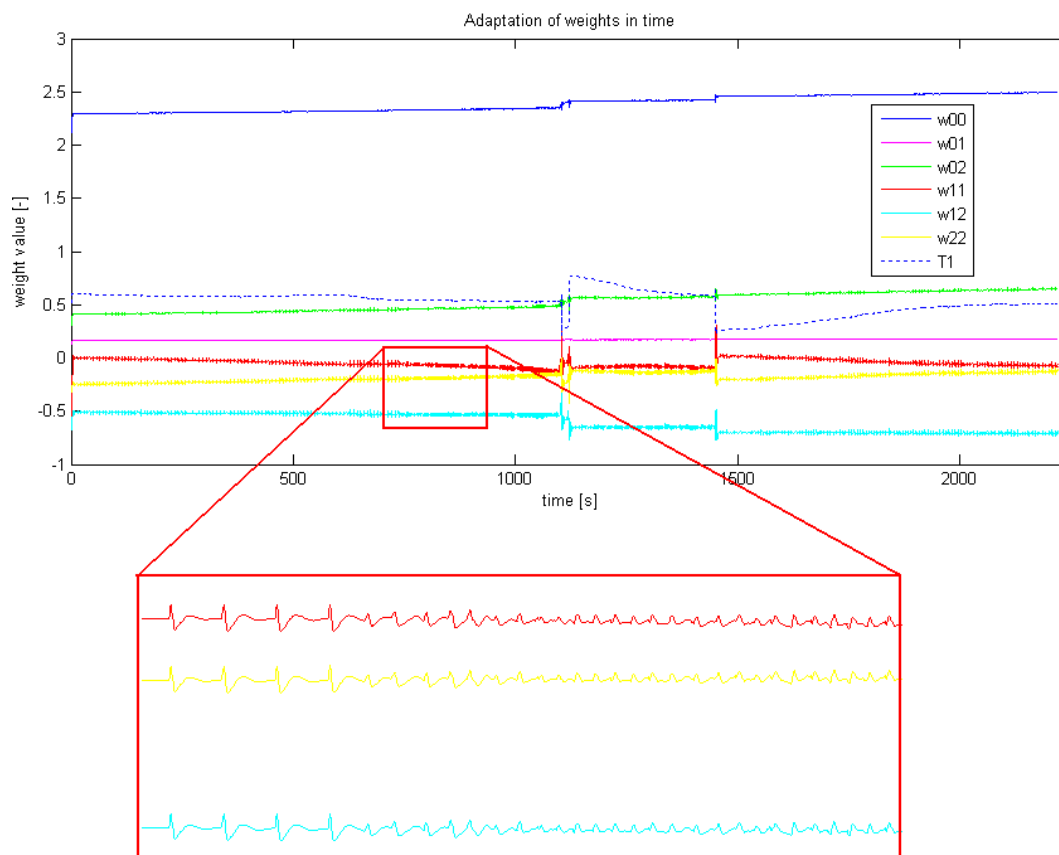 Adaptation of weights in time
3
2.5
2
1.5
1
0.5
0
-0.5
-1
weight value [-]
w00
w01
w02
w11
w12
w22
T1
0 500 1000 1500 2000
time [s]